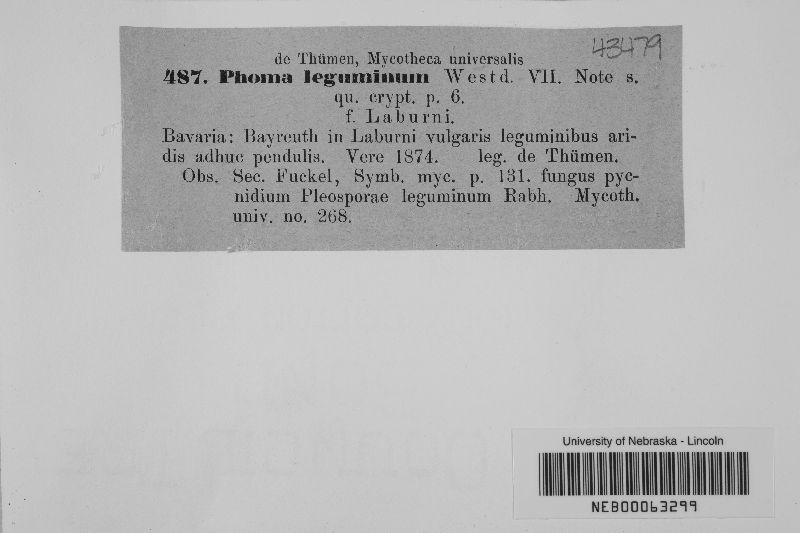 43479
de Thümen, Mycotheca universalis
487. Phoma leguminum Westd. VII. Note s.
qu. crypt. p. 6.
f. Laburni.
Bavaria: Bayreuth in Laburni vulgaris leguminibus ari-
dis adhuc pendulis. Vere 1874. leg. de Thümen.
Obs. Sec. Fuckel, Symb. myc. p. 131. fungus pyc-
nidium Pleosporae leguminum Rabh. Mycoth.
univ. no. 268.
University of Nebraska - Lincoln
NEB00063299